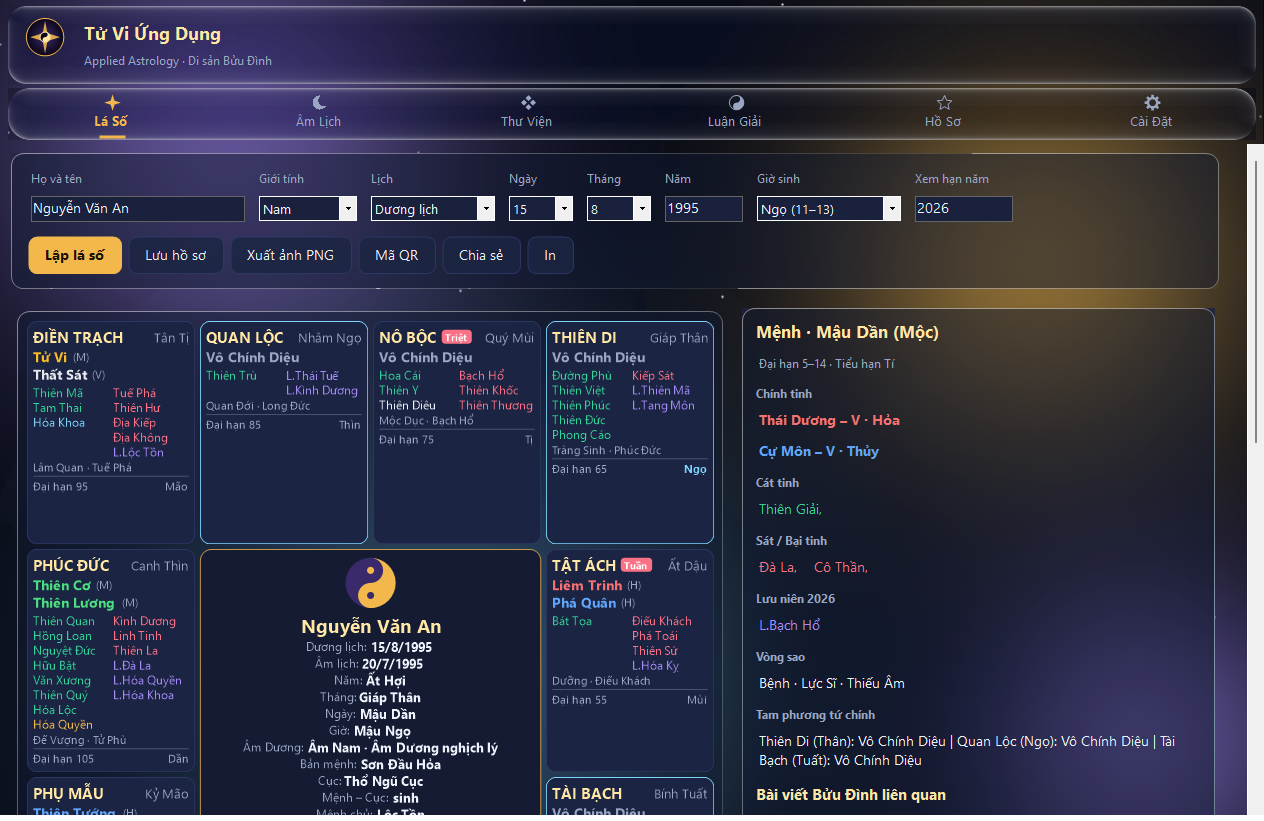 Tử Vi Ứng Dụng
Applied Astrology · Di sản Bửu Đình
Lá Số
Âm Lịch
Thư Viện
Luận Giải
Hồ Sơ
Cài Đặt
Họ và tên
Giới tính
Lịch
Ngày
Tháng
Năm
Giờ sinh
Xem hạn năm
Nguyễn Văn An
Nam
Dương lịch
15
8
1995
Ngọ (11–13)
2026
Lập lá số
Lưu hồ sơ
Xuất ảnh PNG
Mã QR
Chia sẻ
In
ĐIỀN TRẠCH Tân Tị
Tử Vi (M)
Thất Sát (V)
Thiên Mã Tuế Phá
Tam Thai Thiên Hư
Hóa Khoa Địa Kiếp
Địa Không
L.Lộc Tồn
Lâm Quan · Tuế Phá
Đại hạn 95 Mão
QUAN LỘC Nhâm Ngọ
Vô Chính Diệu
Thiên Trù L.Thái Tuế
L.Kình Dương
Quan Đới · Long Đức
Đại hạn 85 Thìn
NÔ BỘC Triệt Quý Mùi
Vô Chính Diệu
Hoa Cái Bạch Hổ
Thiên Y Thiên Khốc
Thiên Diêu Thiên Thương
Mộc Dục · Bạch Hổ
Đại hạn 75 Tị
THIÊN DI Giáp Thân
Vô Chính Diệu
Đường Phù Kiếp Sát
Thiên Việt L.Thiên Mã
Thiên Phúc L.Tang Môn
Thiên Đức
Phong Cáo
Tràng Sinh · Phúc Đức
Đại hạn 65 Ngọ
PHÚC ĐỨC Canh Thìn
Thiên Cơ (M)
Thiên Lương (M)
Thiên Quan Kình Dương
Hồng Loan Linh Tinh
Nguyệt Đức Thiên La
Hữu Bật L.Đà La
Văn Xương L.Hóa Quyền
Thiên Quý L.Hóa Khoa
Hóa Lộc
Hóa Quyền
Đế Vượng · Tử Phù
Đại hạn 105 Dần
Nguyễn Văn An
Dương lịch: 15/8/1995
Âm lịch: 20/7/1995
Năm: Ất Hợi
Tháng: Giáp Thân
Ngày: Mậu Dần
Giờ: Mậu Ngọ
Âm Dương: Âm Nam · Âm Dương nghịch lý
Bản mệnh: Sơn Đầu Hỏa
Cục: Thổ Ngũ Cục
Mệnh – Cục: sinh
Mệnh chủ: Lộc Tồn
TẬT ÁCH Tuần Ất Dậu
Liêm Trinh (H)
Phá Quân (H)
Bát Tọa Điếu Khách
Phá Toái
Thiên Sứ
L.Hóa Kỵ
Dưỡng · Điếu Khách
Đại hạn 55 Mùi
PHỤ MẪU Kỷ Mão
Thiên Tướng (H)
TÀI BẠCH Bính Tuất
Vô Chính Diệu
Mệnh · Mậu Dần (Mộc)
Đại hạn 5–14 · Tiểu hạn Tí
Chính tinh
Thái Dương – V · Hỏa
Cự Môn – V · Thủy
Cát tinh
Thiên Giải,
Sát / Bại tinh
Đà La, Cô Thần,
Lưu niên 2026
L.Bạch Hổ
Vòng sao
Bệnh · Lực Sĩ · Thiếu Âm
Tam phương tứ chính
Thiên Di (Thân): Vô Chính Diệu | Quan Lộc (Ngọ): Vô Chính Diệu | Tài
Bạch (Tuất): Vô Chính Diệu
Bài viết Bửu Đình liên quan